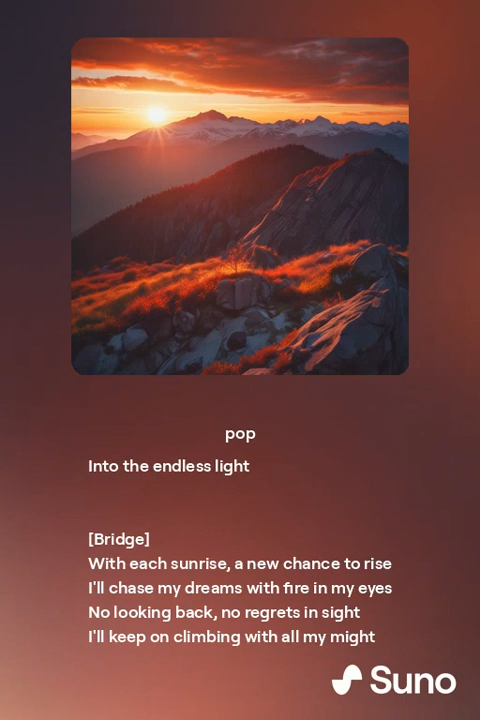 pop
Into the endless light
[Bridge]
With each sunrise, a new chance to rise
I'll chase my dreams with fire in my eyes
No looking back, no regrets in sight
I'll keep on climbing with all my might
Suno